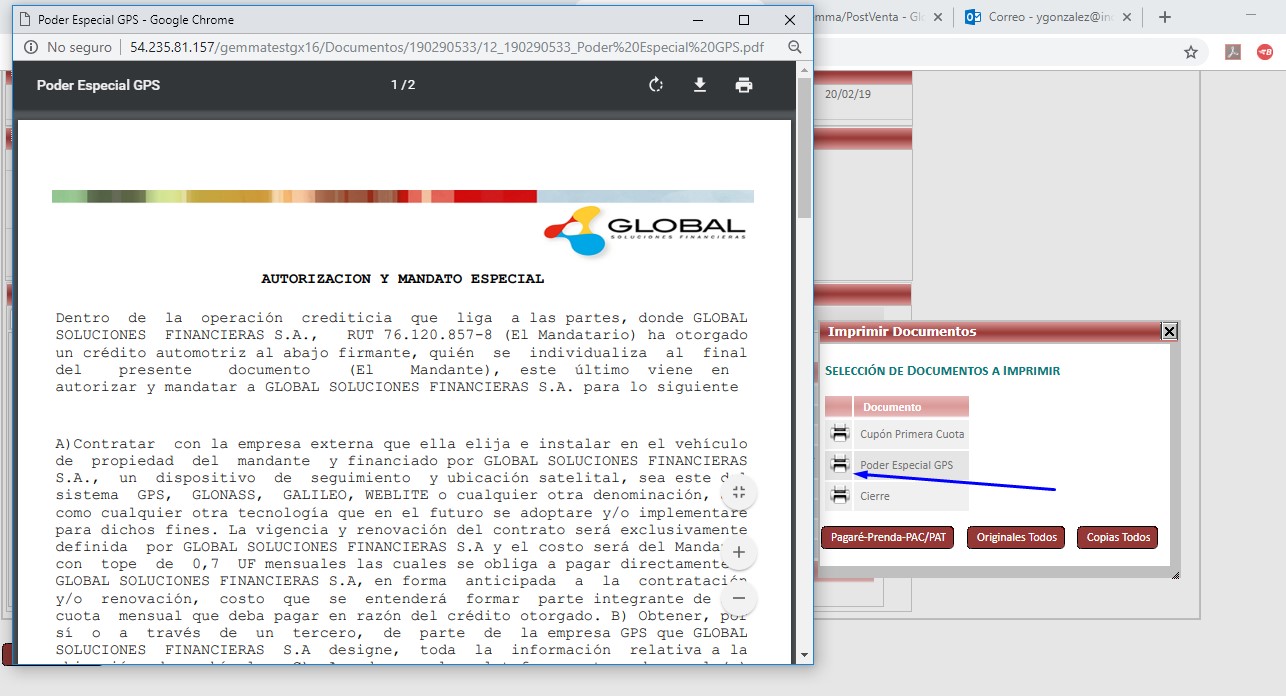 Poder Especial GPS - Google Chrome
No seguro | 54.235.81.157/gemmatestgx16/Documentos/190290533/12_190290533_Poder%20Especial%20GPS.pdf
mma/PostVenta - Gl
Correo - ygonzalez@in
Poder Especial GPS
1 / 2
20/02/19
GLOBAL
SOLUCIONES FINANCIERAS
AUTORIZACION Y MANDATO ESPECIAL
Dentro de la operación crediticia que liga a las partes, donde GLOBAL
SOLUCIONES FINANCIERAS S.A., RUT 76.120.857-8 (El Mandatario) ha otorgado
un crédito automotriz al abajo firmante, quién se individualiza al final
del presente documento (El Mandante), este último viene en
autorizar y mandatar a GLOBAL SOLUCIONES FINANCIERAS S.A. para lo siguiente
A)Contratar con la empresa externa que ella elija e instalar en el vehículo
de propiedad del mandante y financiado por GLOBAL SOLUCIONES FINANCIERAS
S.A., un dispositivo de seguimiento y ubicación satelital, sea este
sistema GPS, GLONASS, GALILEO, WEBLITE o cualquier otra denominación,
como cualquier otra tecnología que en el futuro se adoptare y/o implementare
para dichos fines. La vigencia y renovación del contrato será exclusivamente
definida por GLOBAL SOLUCIONES FINANCIERAS S.A y el costo será del
con tope de 0,7 UF mensuales las cuales se obliga a pagar directamente
GLOBAL SOLUCIONES FINANCIERAS S.A, en forma anticipada a la contratación
y/o renovación, costo que se entenderá formar parte integrante de
cuota mensual que deba pagar en razón del crédito otorgado. B) Obtener, por
sí o a través de un tercero, de parte de la empresa GPS que GLOBAL
SOLUCIONES FINANCIERAS S.A designe, toda la información relativa a la
Imprimir Documentos
SELECCIÓN DE DOCUMENTOS A IMPRIMIR
Documento
Cupón Primera Cuota
Poder Especial GPS
Cierre
Pagaré-Prenda-PAC/PAT
Originales Todos
Copias Todos